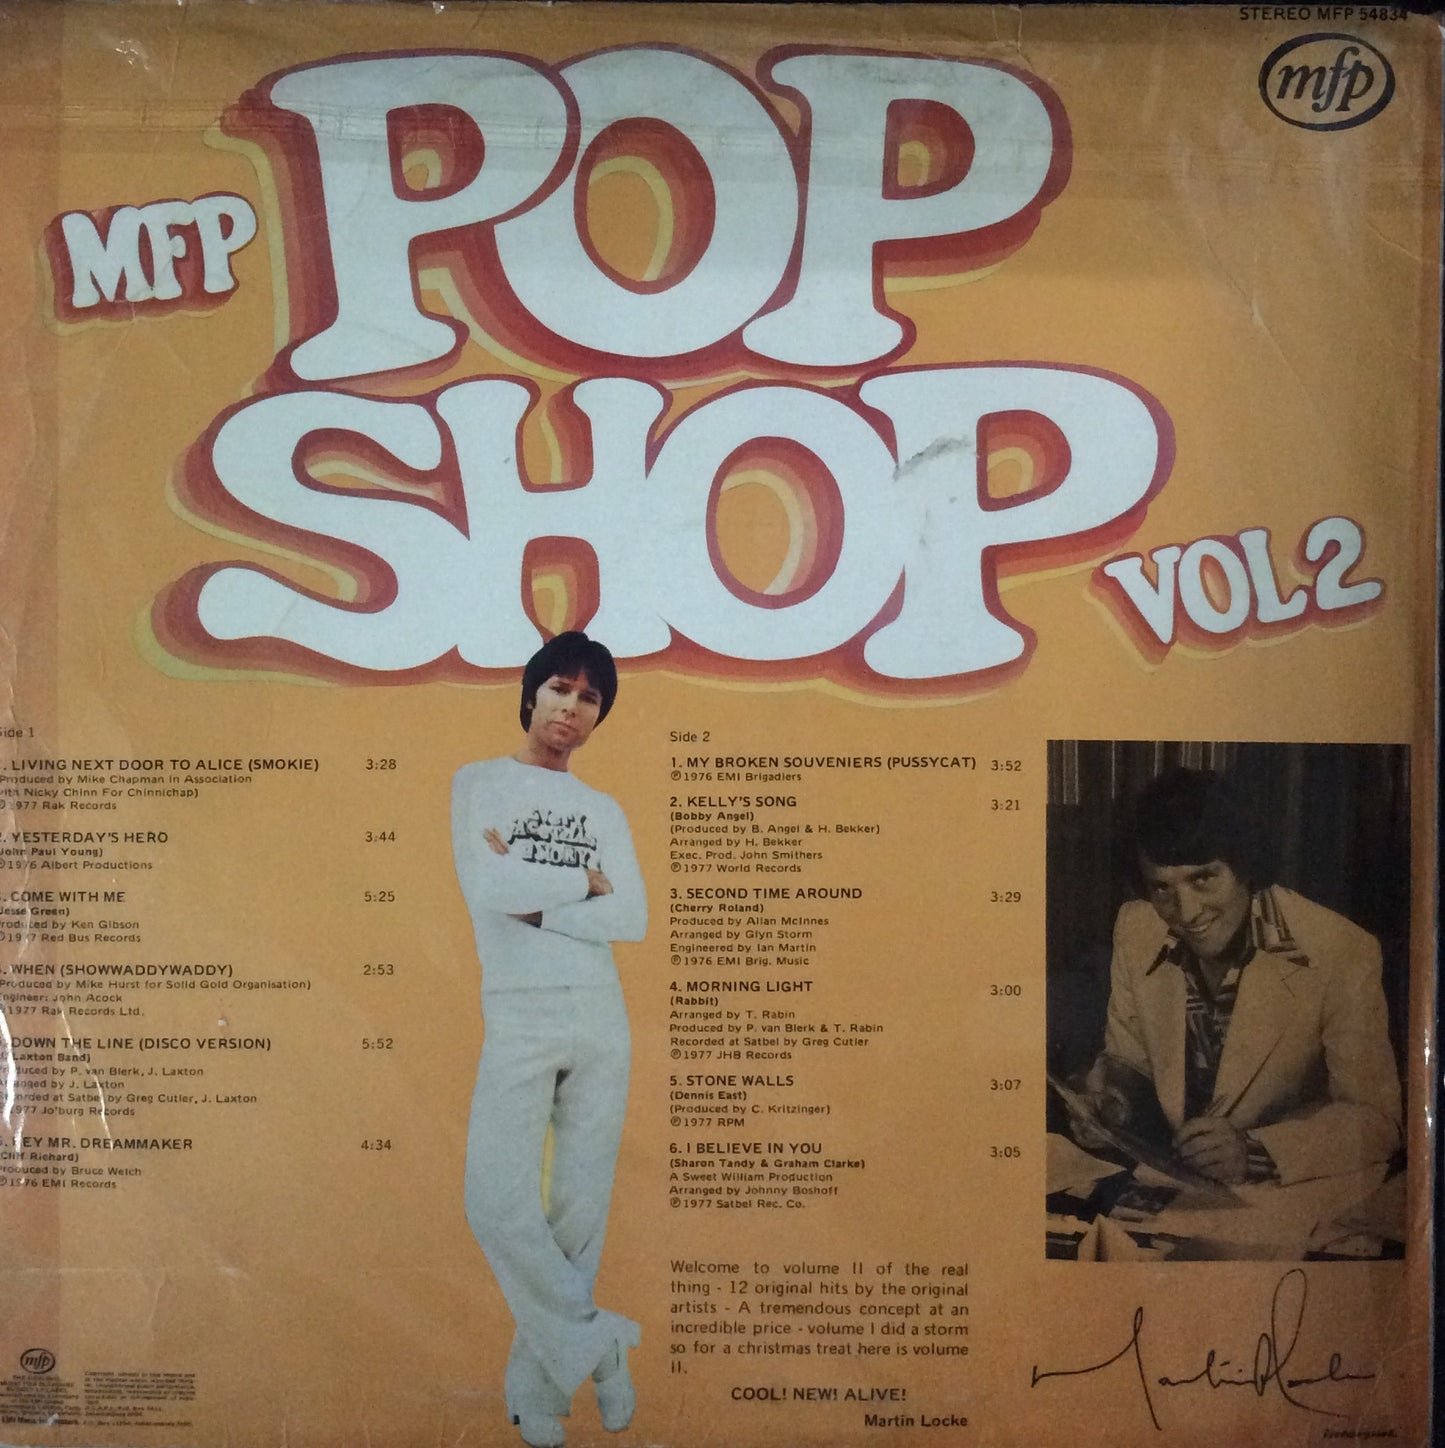 STEREO MFP 54834
mfp
MFP
POP
SHOP
VOL 2
Side 1
1. LIVING NEXT DOOR TO ALICE (SMOKIE) 3:28
Produced by Mike Chapman in Association
with Nicky Chinn For Chinnichap)
Ⓟ 1977 Rak Records
2. YESTERDAY'S HERO 3:44
(John Paul Young)
Ⓟ 1976 Albert Productions
3. COME WITH ME 5:25
(Jesse Green)
Produced by Ken Gibson
Ⓟ 1977 Red Bus Records
4. WHEN (SHOWWADDYWADDY) 2:53
(Produced by Mike Hurst for Solid Gold Organisation)
Engineer: John Acock
Ⓟ 1977 Rak Records Ltd.
5. DOWN THE LINE (DISCO VERSION) 5:52
(J. Laxton Band)
Produced by P. van Blerk, J. Laxton
Arranged by J. Laxton
Recorded at Satbel by Greg Cutler, J. Laxton
Ⓟ 1977 Jo'burg Records
6. HEY MR. DREAMMAKER 4:34
(Cliff Richard)
Produced by Bruce Welch
Ⓟ 1976 EMI Records
Side 2
1. MY BROKEN SOUVENIERS (PUSSYCAT) 3:52
Ⓟ 1976 EMI Brigadiers
2. KELLY'S SONG 3:21
(Bobby Angel)
(Produced by B. Angel & H. Bekker)
Arranged by H. Bekker
Exec. Prod. John Smithers
Ⓟ 1977 World Records
3. SECOND TIME AROUND 3:29
(Cherry Roland)
Produced by Allan McInnes
Arranged by Glyn Storm
Engineered by Ian Martin
Ⓟ 1976 EMI Brig. Music
4. MORNING LIGHT 3:00
(Rabbit)
Arranged by T. Rabin
Produced by P. van Blerk & T. Rabin
Recorded at Satbel by Greg Cutler
Ⓟ 1977 JHB Records
5. STONE WALLS 3:07
(Dennis East)
(Produced by C. Kritzinger)
Ⓟ 1977 RPM
6. I BELIEVE IN YOU 3:05
(Sharon Tandy & Graham Clarke)
A Sweet William Production
Arranged by Johnny Boshoff
Ⓟ 1977 Satbel Rec. Co.
Welcome to volume II of the real
thing - 12 original hits by the original
artists - A tremendous concept at an
incredible price - volume I did a storm
so for a christmas treat here is volume
II.
COOL! NEW! ALIVE!
Martin Locke
Martin Locke
mfp